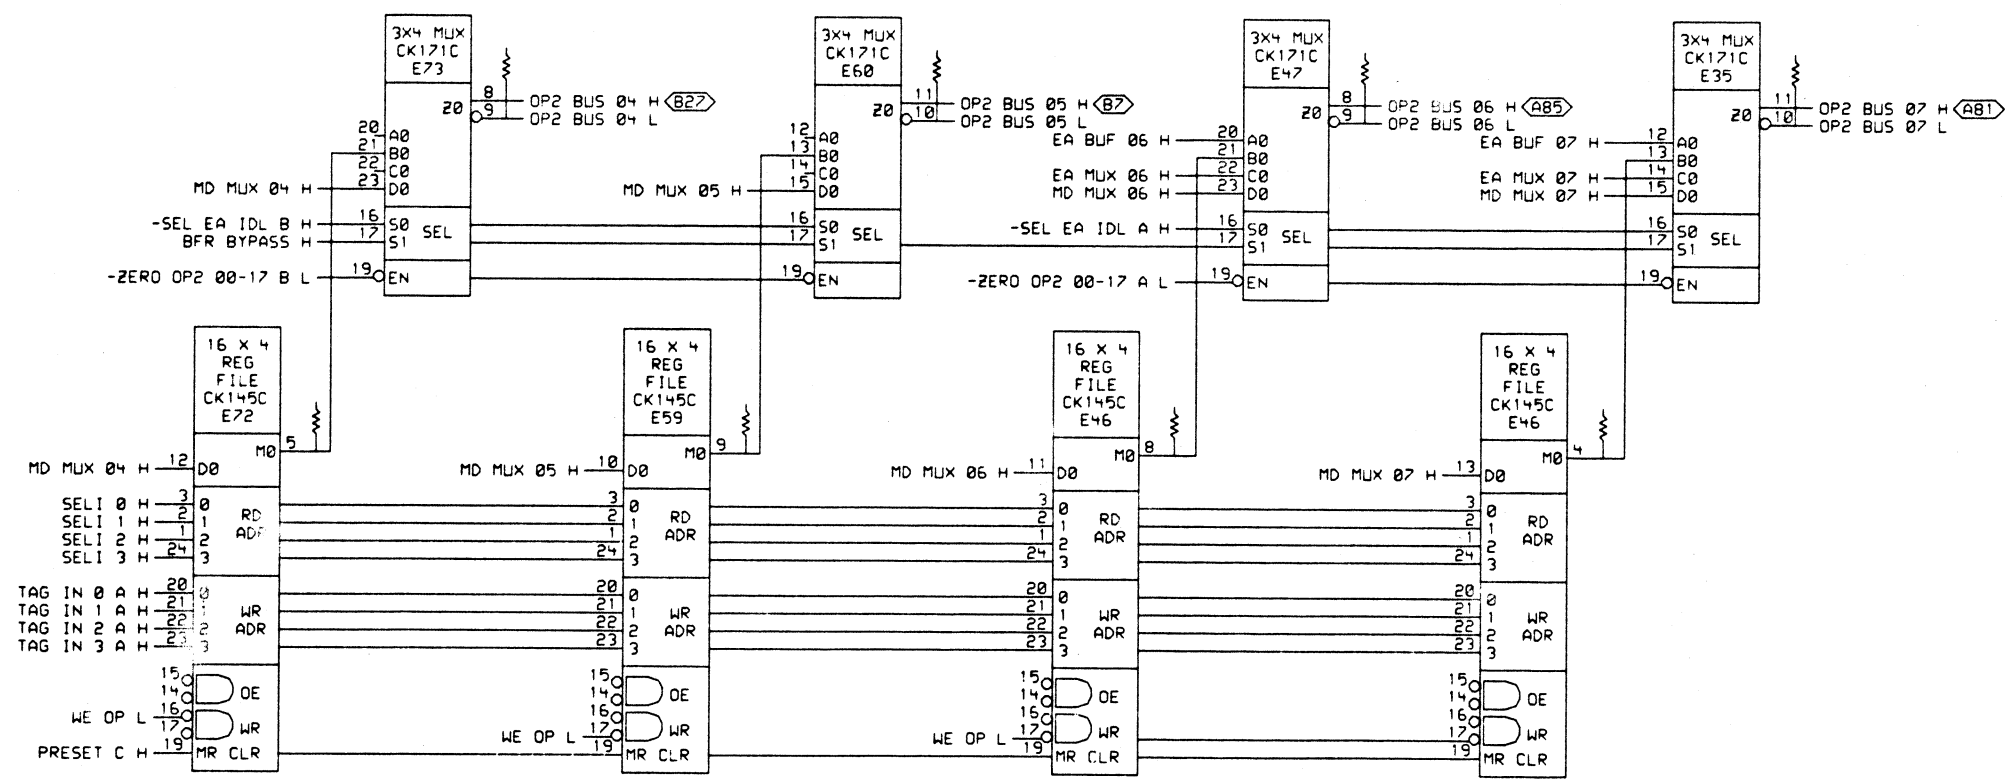 3X4 MUX
CK171C
E73
8
OP2 BUS 04 H
B27
Z0
9
OP2 BUS 04 L
20
A0
21
B0
22
C0
MD MUX 04 H
23
D0
-SEL EA IDL B H
16
S0
SEL
BFR BYPASS H
17
S1
-ZERO OP2 00-17 B L
19
EN
3X4 MUX
CK171C
E60
11
OP2 BUS 05 H
B7
Z0
10
OP2 BUS 05 L
12
A0
13
B0
14
C0
MD MUX 05 H
15
D0
16
S0
SEL
17
S1
19
EN
3X4 MUX
CK171C
E47
8
OP2 BUS 06 H
A85
Z0
9
OP2 BUS 06 L
EA BUF 06 H
20
A0
21
B0
EA MUX 06 H
22
C0
MD MUX 06 H
23
D0
-SEL EA IDL A H
16
S0
SEL
17
S1
-ZERO OP2 00-17 A L
19
EN
3X4 MUX
CK171C
E35
11
OP2 BUS 07 H
A81
Z0
10
OP2 BUS 07 L
EA BUF 07 H
12
A0
13
B0
EA MUX 07 H
14
C0
MD MUX 07 H
15
D0
16
S0
SEL
17
S1
19
EN
16 X 4
REG
FILE
CK145C
E72
M0
5
MD MUX 04 H
12
D0
SELI 0 H
3
0
SELI 1 H
2
1
RD
SELI 2 H
1
2
ADR
SELI 3 H
24
3
TAG IN 0 A H
20
0
TAG IN 1 A H
21
1
WR
TAG IN 2 A H
22
2
ADR
TAG IN 3 A H
23
3
15
14
OE
WE OP L
16
17
WR
PRESET C H
19
MR CLR
16 X 4
REG
FILE
CK145C
E59
M0
9
MD MUX 05 H
10
D0
3
0
2
1
RD
1
2
ADR
24
3
20
0
21
1
WR
22
2
ADR
23
3
15
14
OE
16
WE OP L
17
WR
19
MR CLR
16 X 4
REG
FILE
CK145C
E46
M0
8
MD MUX 06 H
11
D0
3
0
2
1
RD
1
2
ADR
24
3
20
0
21
1
WR
22
2
ADR
23
3
15
14
OE
16
WE OP L
17
WR
19
MR CLR
16 X 4
REG
FILE
CK145C
E46
M0
4
MD MUX 07 H
13
D0
3
0
2
1
RD
1
2
ADR
24
3
20
0
21
1
WR
22
2
ADR
23
3
15
14
OE
16
17
WR
19
MR CLR